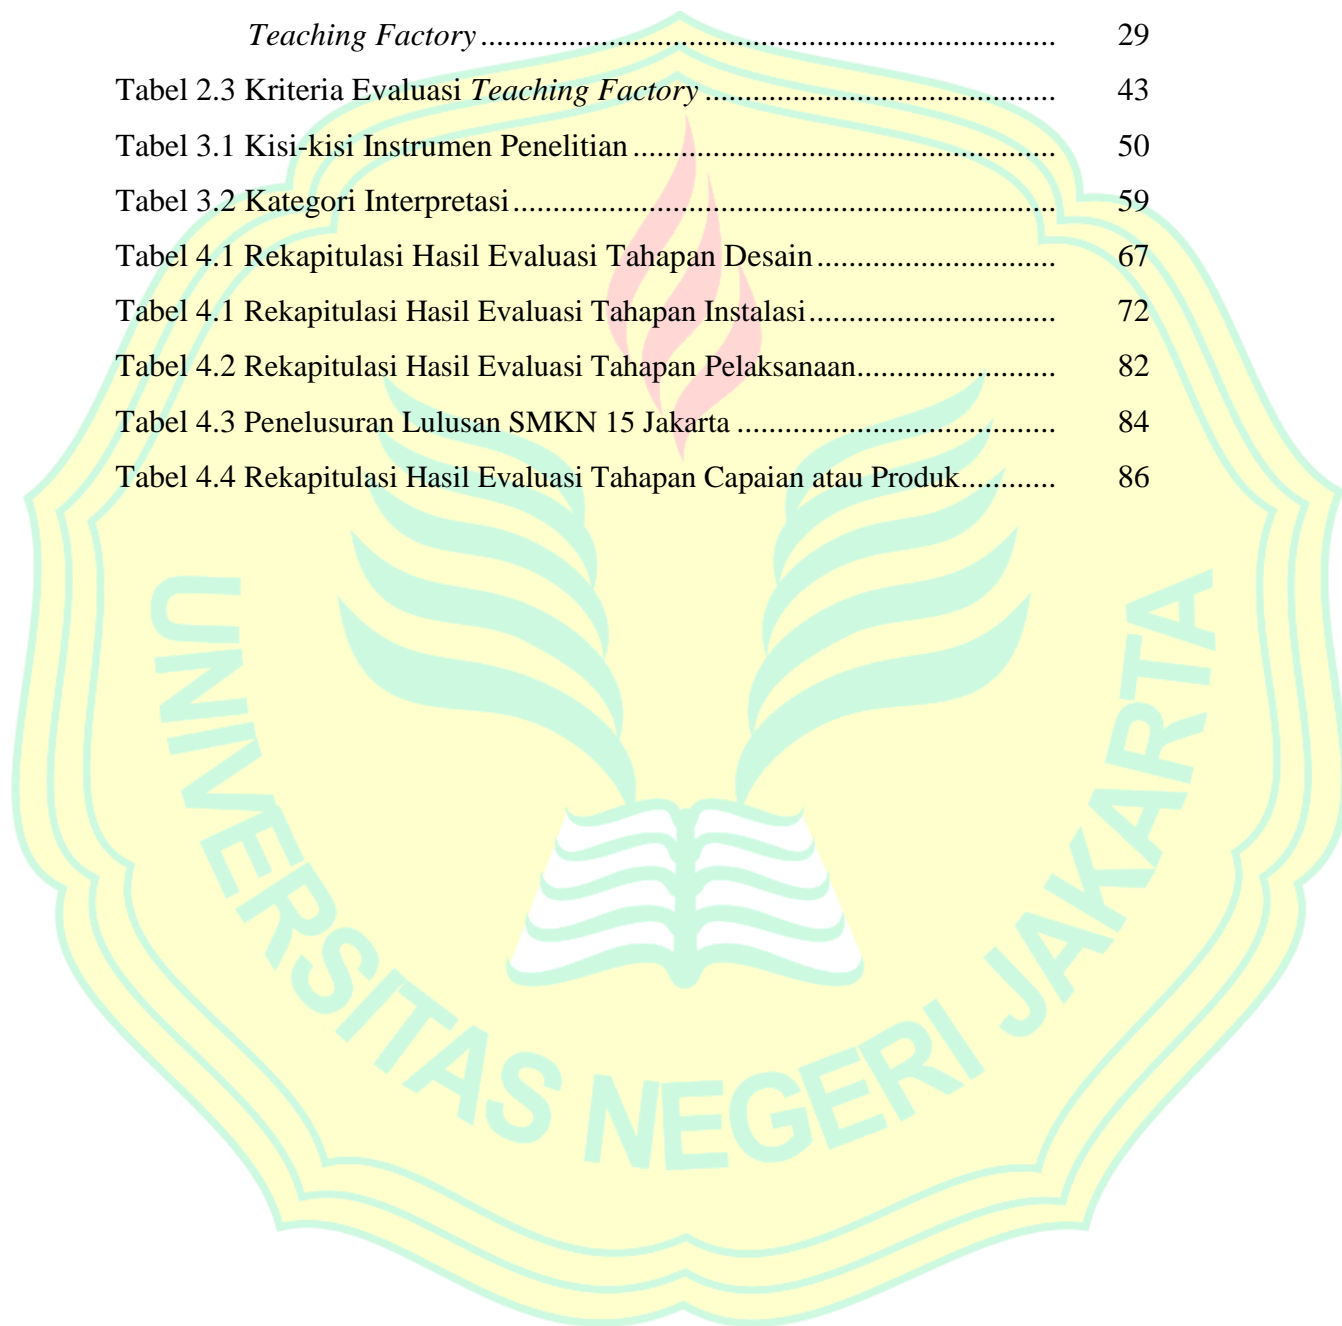 Teaching Factory ........................................................................ 29
Tabel 2.3 Kriteria Evaluasi Teaching Factory ............................................ 43
Tabel 3.1 Kisi-kisi Instrumen Penelitian ..................................................... 50
Tabel 3.2 Kategori Interpretasi .................................................................... 59
Tabel 4.1 Rekapitulasi Hasil Evaluasi Tahapan Desain .............................. 67
Tabel 4.1 Rekapitulasi Hasil Evaluasi Tahapan Instalasi ............................... 72
Tabel 4.2 Rekapitulasi Hasil Evaluasi Tahapan Pelaksanaan ......................... 82
Tabel 4.3 Penelusuran Lulusan SMKN 15 Jakarta ........................................ 84
Tabel 4.4 Rekapitulasi Hasil Evaluasi Tahapan Capaian atau Produk ............ 86
UNIVERSITAS NEGERI JAKARTA